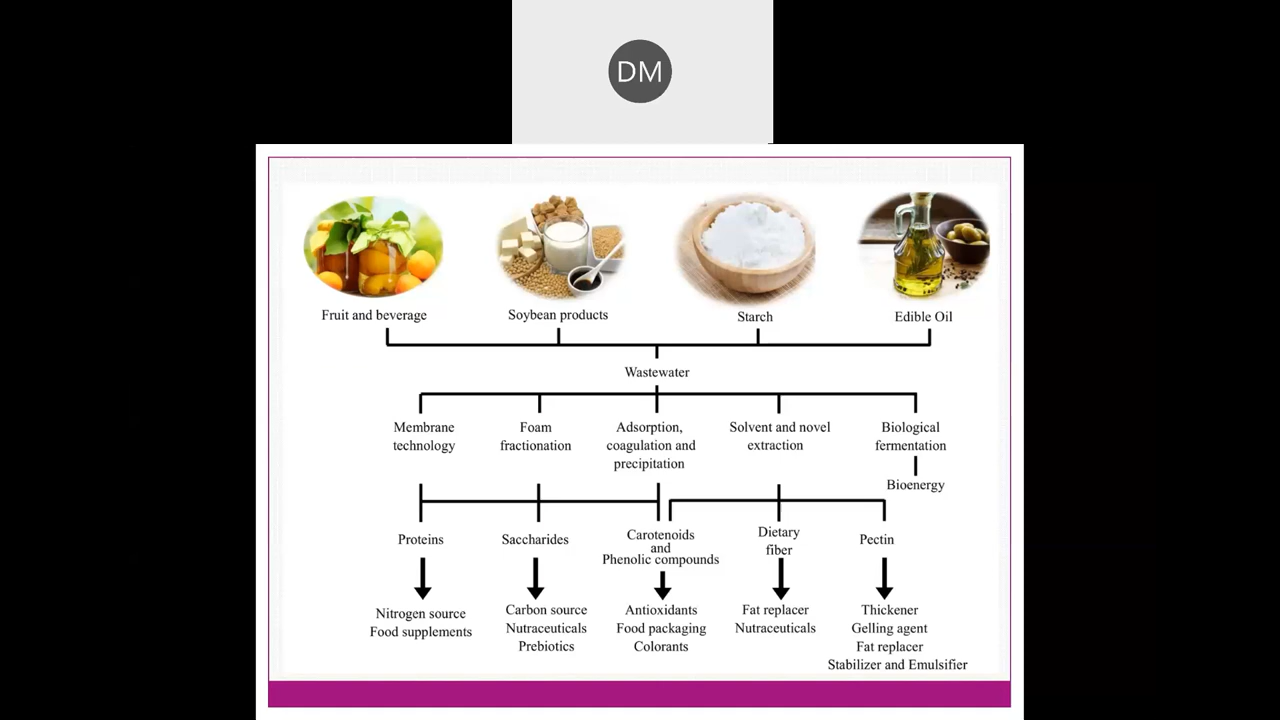 DM
Fruit and beverage
Soybean products
Starch
Edible Oil
Wastewater
Membrane
technology
Foam
fractionation
Adsorption,
coagulation and
precipitation
Solvent and novel
extraction
Biological
fermentation
Bioenergy
Proteins
Saccharides
Carotenoids
and
Phenolic compounds
Dietary
fiber
Pectin
Nitrogen source
Food supplements
Carbon source
Nutraceuticals
Prebiotics
Antioxidants
Food packaging
Colorants
Fat replacer
Nutraceuticals
Thickener
Gelling agent
Fat replacer
Stabilizer and Emulsifier